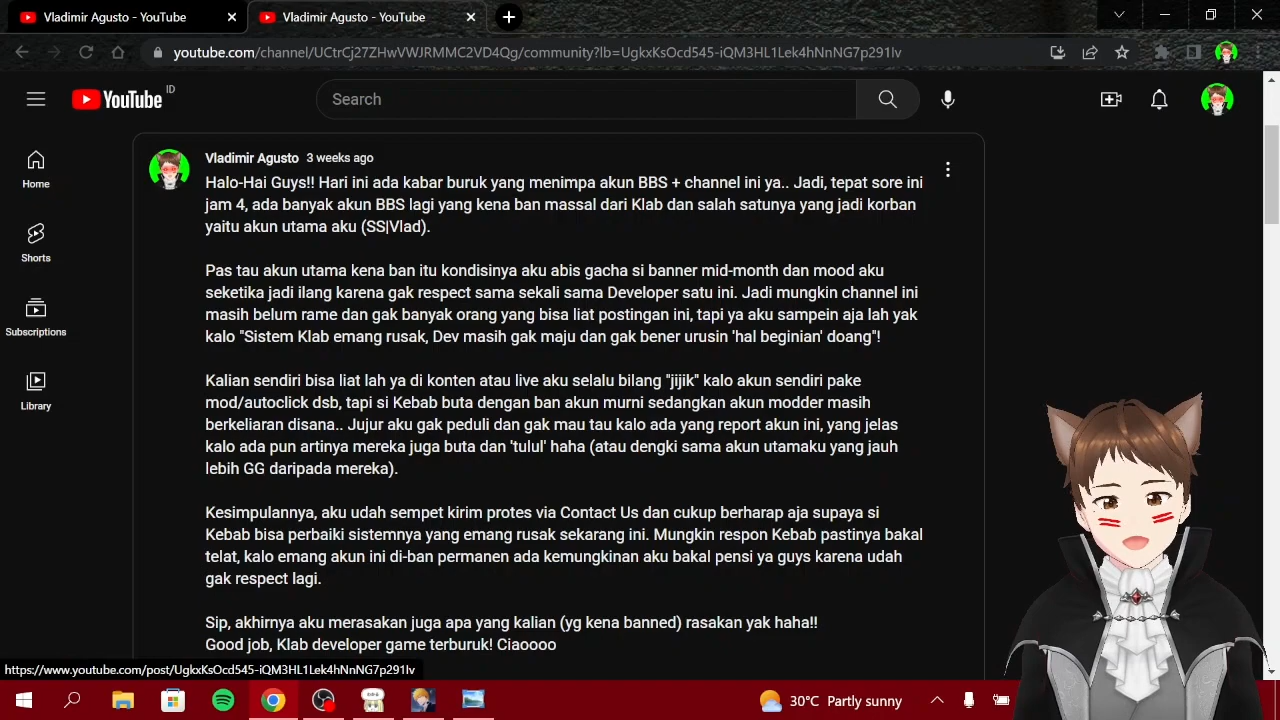 Vladimir Agusto - YouTube
Vladimir Agusto - YouTube
youtube.com/channel/UCtrCj27ZHwVWJRMMC2VD4Qg/community?lb=UgkxKsOcd545-iQM3HL1Lek4hNnNG7p291lv
YouTube ID
Search
Home
Shorts
Subscriptions
Library
Vladimir Agusto 3 weeks ago
Halo-Hai Guys!! Hari ini ada kabar buruk yang menimpa akun BBS + channel ini ya.. Jadi, tepat sore ini
jam 4, ada banyak akun BBS lagi yang kena ban massal dari Klab dan salah satunya yang jadi korban
yaitu akun utama aku (SS|Vlad).
Pas tau akun utama kena ban itu kondisinya aku abis gacha si banner mid-month dan mood aku
seketika jadi ilang karena gak respect sama sekali sama Developer satu ini. Jadi mungkin channel ini
masih belum rame dan gak banyak orang yang bisa liat postingan ini, tapi ya aku sampein aja lah yak
kalo "Sistem Klab emang rusak, Dev masih gak maju dan gak bener urusin 'hal beginian' doang"!
Kalian sendiri bisa liat lah ya di konten atau live aku selalu bilang "jijik" kalo akun sendiri pake
mod/autoclick dsb, tapi si Kebab buta dengan ban akun murni sedangkan akun modder masih
berkeliaran disana.. Jujur aku gak peduli dan gak mau tau kalo ada yang report akun ini, yang jelas
kalo ada pun artinya mereka juga buta dan 'tulul' haha (atau dengki sama akun utamaku yang jauh
lebih GG daripada mereka).
Kesimpulannya, aku udah sempet kirim protes via Contact Us dan cukup berharap aja supaya si
Kebab bisa perbaiki sistemnya yang emang rusak sekarang ini. Mungkin respon Kebab pastinya bakal
telat, kalo emang akun ini di-ban permanen ada kemungkinan aku bakal pensi ya guys karena udah
gak respect lagi.
Sip, akhirnya aku merasakan juga apa yang kalian (yg kena banned) rasakan yak haha!!
Good job, Klab developer game terburuk! Ciaoooo
https://www.youtube.com/post/UgkxKsOcd545-iQM3HL1Lek4hNnNG7p291lv
30°C Partly sunny